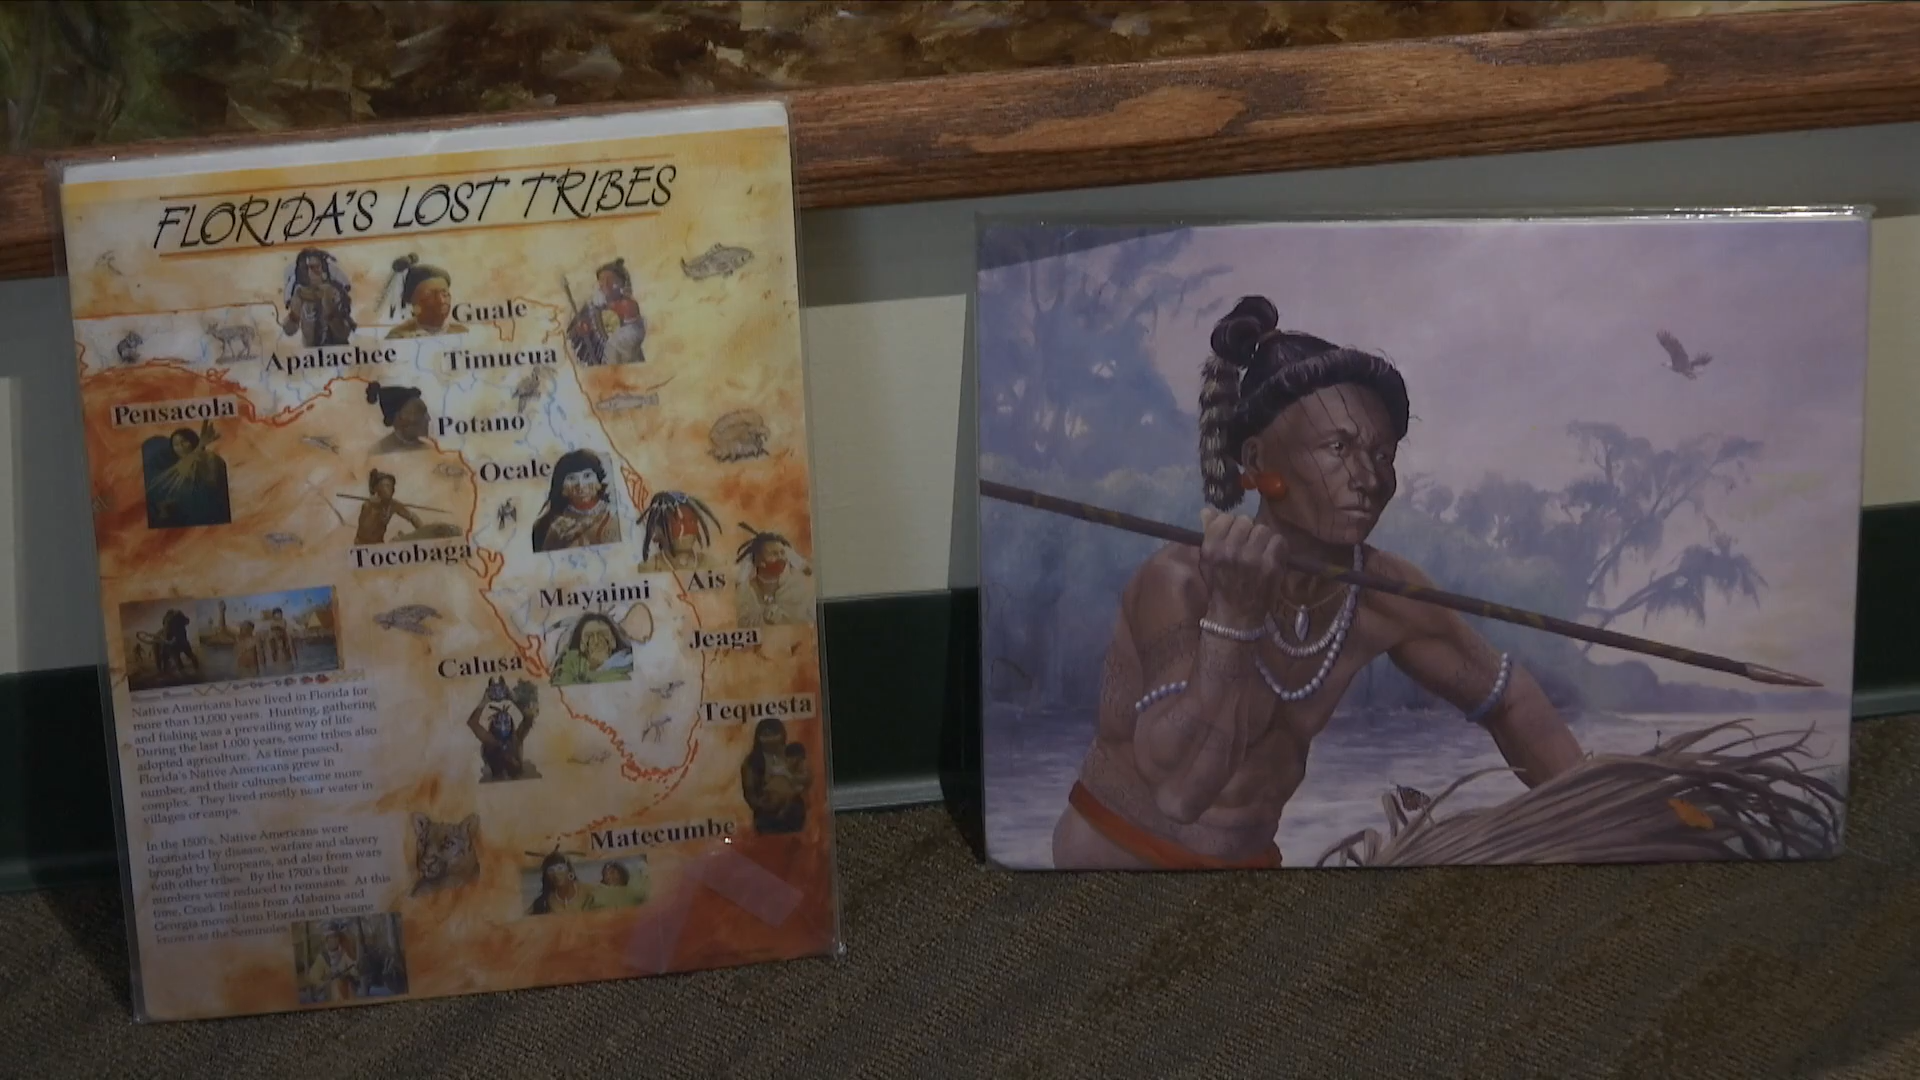 FLORIDA'S LOST TRIBES
Guale
Apalachee
Timucua
Pensacola
Potano
Ocale
Tocobaga
Ais
Mayaimi
Jeaga
Calusa
Tequesta
Matecumbe
Native Americans have lived in Florida for
more than 13,000 years. Hunting, gathering
and fishing was a prevailing way of life
During the last 1,000 years, some tribes also
adopted agriculture. As time passed,
Florida's Native Americans grew in
number, and their cultures became more
complex. They lived mostly near water in
villages or camps.
In the 1500's, Native Americans were
decimated by disease, warfare and slavery
brought by Europeans, and also from wars
with other tribes. By the 1700's their
numbers were reduced to remnants. At this
time, Creek Indians from Alabama and
Georgia moved into Florida and became
known as the Seminoles.